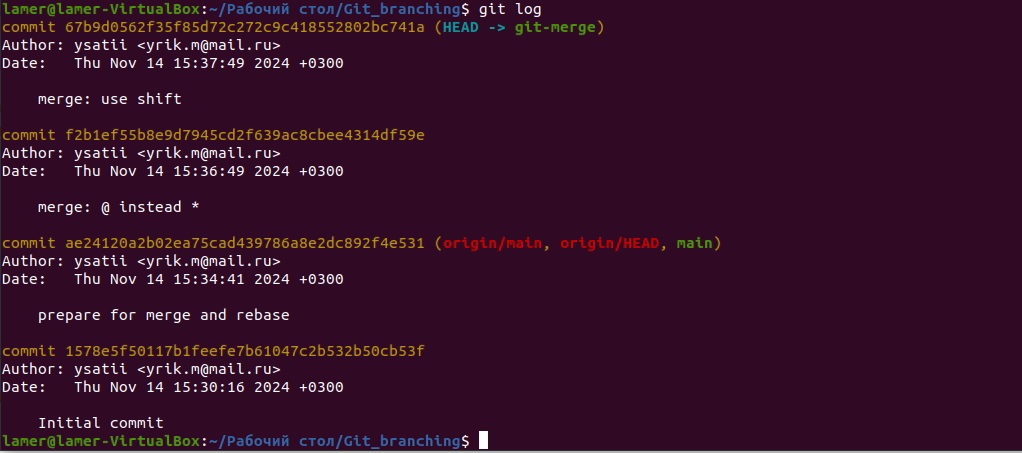 lamer@lamer-VirtualBox:~/Рабочий стол/Git_branching$ git log
commit 67b9d0562f35f85d72c272c9c418552802bc741a (HEAD -> git-merge)
Author: ysatii <yrik.m@mail.ru>
Date:   Thu Nov 14 15:37:49 2024 +0300

    merge: use shift

commit f2b1ef55b8e9d7945cd2f639ac8cbee4314df59e
Author: ysatii <yrik.m@mail.ru>
Date:   Thu Nov 14 15:36:49 2024 +0300

    merge: @ instead *

commit ae24120a2b02ea75cad439786a8e2dc892f4e531 (origin/main, origin/HEAD, main)
Author: ysatii <yrik.m@mail.ru>
Date:   Thu Nov 14 15:34:41 2024 +0300

    prepare for merge and rebase

commit 1578e5f50117b1feefe7b61047c2b532b50cb53f
Author: ysatii <yrik.m@mail.ru>
Date:   Thu Nov 14 15:30:16 2024 +0300

    Initial commit
lamer@lamer-VirtualBox:~/Рабочий стол/Git_branching$